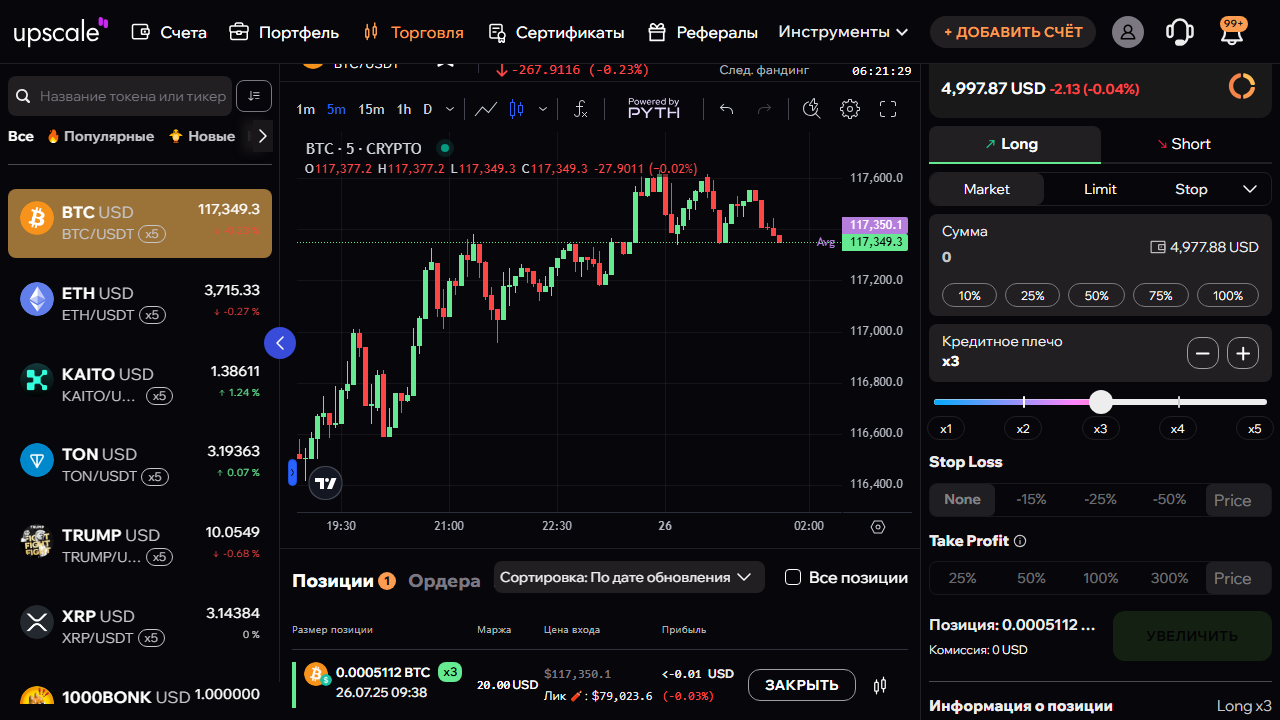 upscale
Счета
Портфель
Торговля
Сертификаты
Рефералы
Инструменты
+ ДОБАВИТЬ СЧЁТ
99+
Название токена или тикер
Все
Популярные
Новые
BTC USD
117,349.3
BTC/USDT x5
ETH USD
3,715.33
ETH/USDT x5
↓ -0.27 %
KAITO USD
1.38611
KAITO/U... x5
↑ 1.24 %
TON USD
3.19363
TON/USDT x5
↑ 0.07 %
TRUMP USD
10.0549
TRUMP/U... x5
↓ -0.68 %
XRP USD
3.14384
XRP/USDT x5
0 %
1000BONK USD
1.000000
BTC/USDT
↓ -267.9116 (-0.23%)
След. фандинг
06:21:29
1m 5m 15m 1h D
Powered by
PYTH
BTC · 5 · CRYPTO
O117,377.2 H117,377.2 L117,349.3 C117,349.3 -27.9011 (-0.02%)
117,600.0
117,350.1
Avg 117,349.3
117,200.0
117,000.0
116,800.0
116,600.0
116,400.0
19:30 21:00 22:30 26 02:00
Позиции 1
Ордера
Сортировка: По дате обновления
Все позиции
Размер позиции
Маржа
Цена входа
Прибыль
0.0005112 BTC x3
26.07.25 09:38
20.00 USD
$117,350.1
Лик : $79,023.6
<-0.01 USD
(-0.03%)
ЗАКРЫТЬ
4,997.87 USD -2.13 (-0.04%)
Long
Short
Market
Limit
Stop
Сумма
0
4,977.88 USD
10% 25% 50% 75% 100%
Кредитное плечо
x3
x1 x2 x3 x4 x5
Stop Loss
None -15% -25% -50% Price
Take Profit
25% 50% 100% 300% Price
Позиция: 0.0005112 ...
Комиссия: 0 USD
УВЕЛИЧИТЬ
Информация о позиции
Long x3